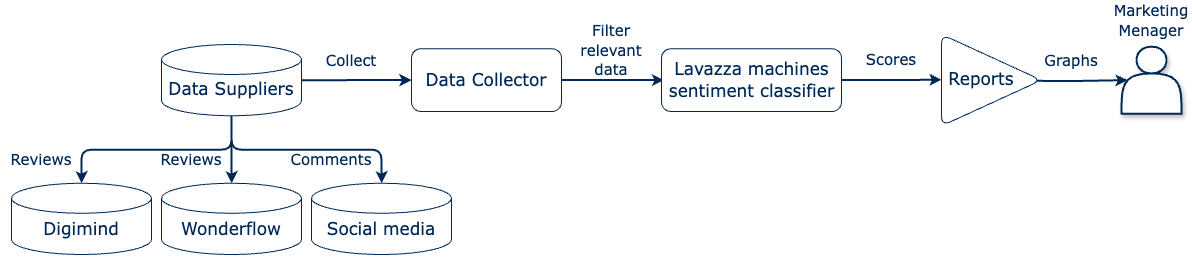 Marketing
Menager
Filter
relevant
data
Collect
Scores
Graphs
Data Suppliers
Data Collector
Lavazza machines
sentiment classifier
Reports
Reviews
Reviews
Comments
Digimind
Wonderflow
Social media